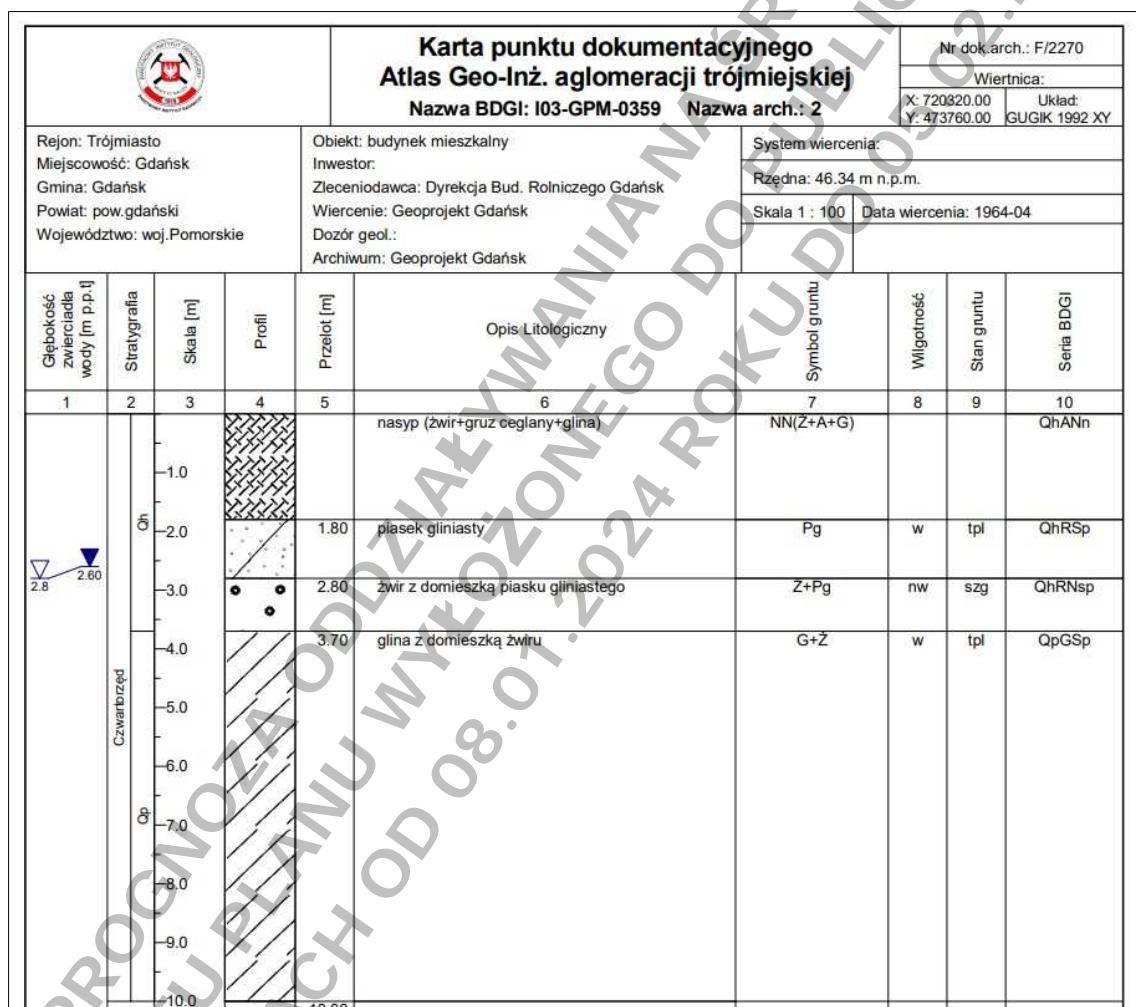 Karta punktu dokumentacyjnego
Atlas Geo-Inż. aglomeracji trójmiejskiej
Nazwa BDGI: I03-GPM-0359 Nazwa arch.: 2
Nr dok.arch.: F/2270
Wiertnica:
X: 720320.00
Y: 473760.00
Układ:
GUGIK 1992 XY
Rejon: Trójmiasto
Miejscowość: Gdańsk
Gmina: Gdańsk
Powiat: pow.gdański
Województwo: woj.Pomorskie
Obiekt: budynek mieszkalny
Inwestor:
Zleceniodawca: Dyrekcja Bud. Rolniczego Gdańsk
Wiercenie: Geoprojekt Gdańsk
Dozór geol.:
Archiwum: Geoprojekt Gdańsk
System wiercenia:
Rzędna: 46.34 m n.p.m.
Skala 1 : 100 Data wiercenia: 1964-04
Głębokość
zwierciadła
wody [m p.p.t]
Stratygrafia
Skala [m]
Profil
Przelot [m]
Opis Litologiczny
Symbol gruntu
Wilgotność
Stan gruntu
Seria BDGI
1 2 3 4 5 6 7 8 9 10
nasyp (żwir+gruz ceglany+glina) NN(Ż+A+G) QhANn
1.80 piasek gliniasty Pg w tpl QhRSp
2.80 żwir z domieszką piasku gliniastego Ż+Pg nw szg QhRNsp
3.70 glina z domieszką żwiru G+Ż w tpl QpGSp
2.8 2.60
Czwartorzęd
Qh
Qp
1.0
2.0
3.0
4.0
5.0
6.0
7.0
8.0
9.0
10.0
PROGNOZA ODDZIAŁYWANIA NA ŚR
U PLANU WYŁOŻONEGO DO PUBLIC
CH OD 08.01.2024 ROKU DO 05.02.